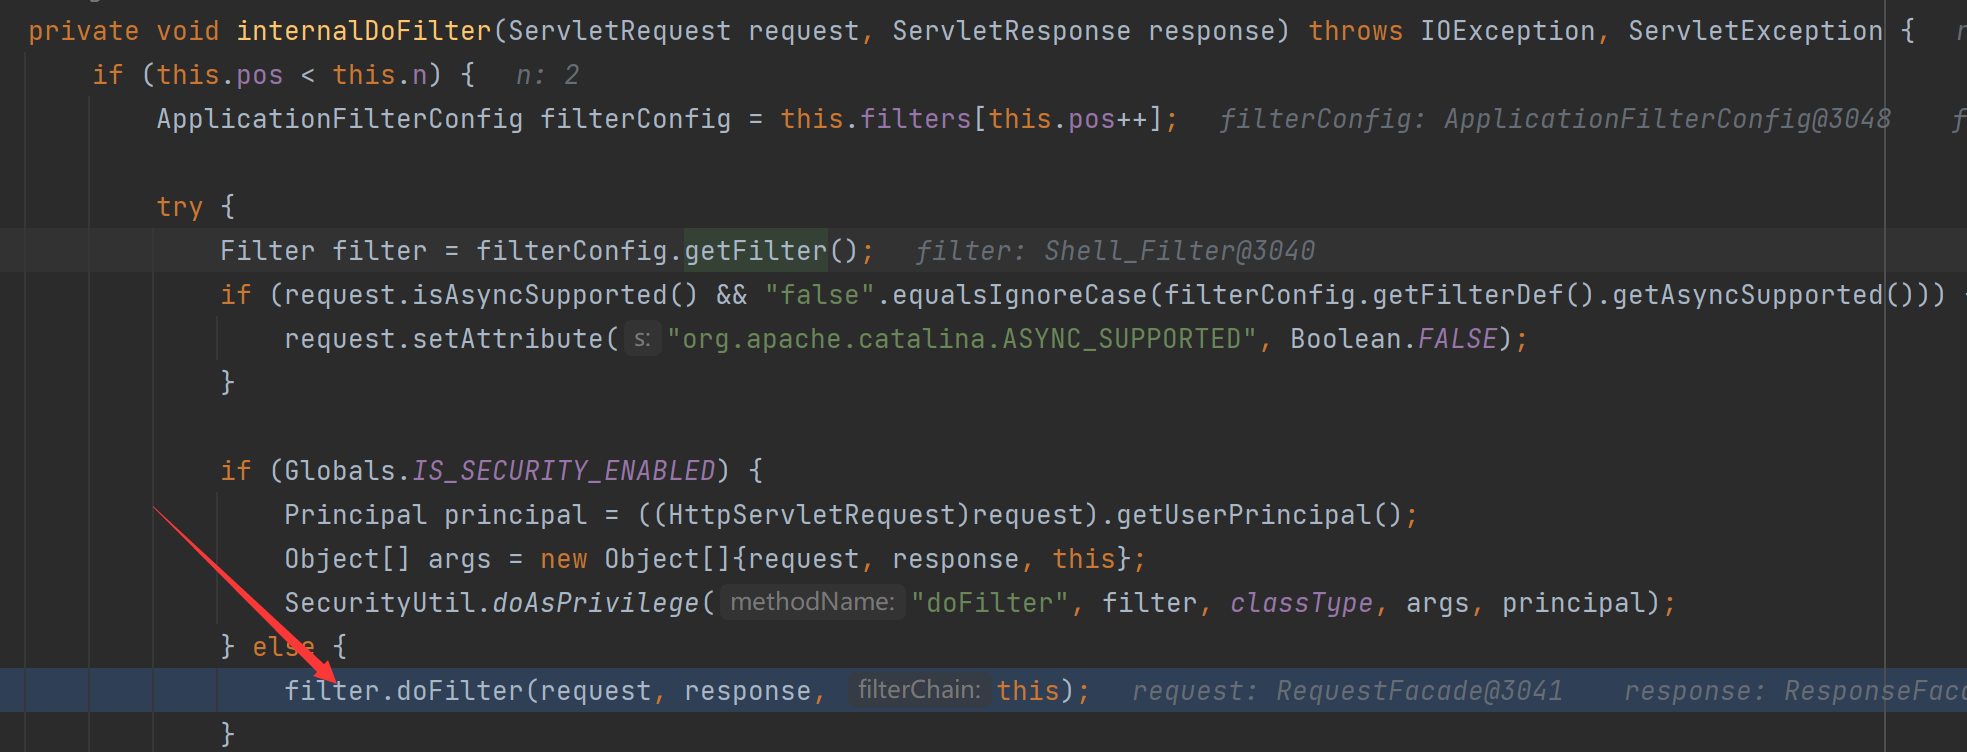 private void internalDoFilter(ServletRequest request, ServletResponse response) throws IOException, ServletException {
if (this.pos < this.n) { n: 2
ApplicationFilterConfig filterConfig = this.filters[this.pos++]; filterConfig: ApplicationFilterConfig@3048 f
try {
Filter filter = filterConfig.getFilter(); filter: Shell_Filter@3040
if (request.isAsyncSupported() && "false".equalsIgnoreCase(filterConfig.getFilterDef().getAsyncSupported()))
request.setAttribute( s: "org.apache.catalina.ASYNC_SUPPORTED", Boolean.FALSE);
}
if (Globals.IS_SECURITY_ENABLED) {
Principal principal = ((HttpServletRequest)request).getUserPrincipal();
Object[] args = new Object[]{request, response, this};
SecurityUtil.doAsPrivilege( methodName: "doFilter", filter, classType, args, principal);
} else {
filter.doFilter(request, response, filterChain: this); request: RequestFacade@3041 response: ResponseFac
}